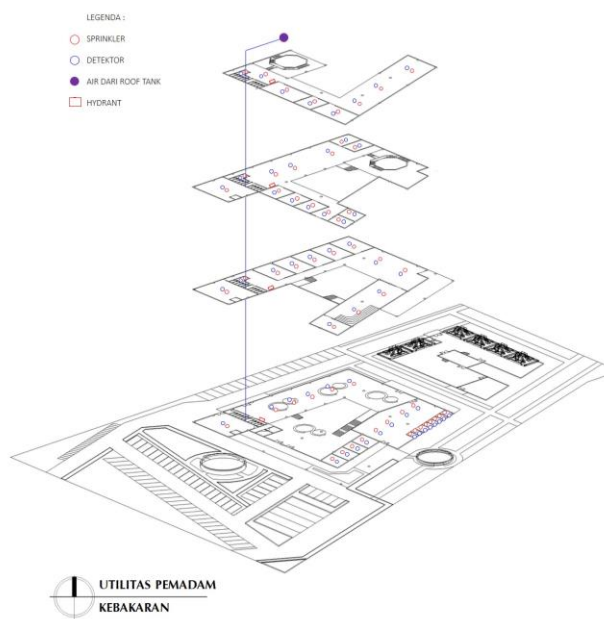 LEGENDA :
SPRINKLER
DETEKTOR
AIR DARI ROOF TANK
HYDRANT
UTILITAS PEMADAM
KEBAKARAN